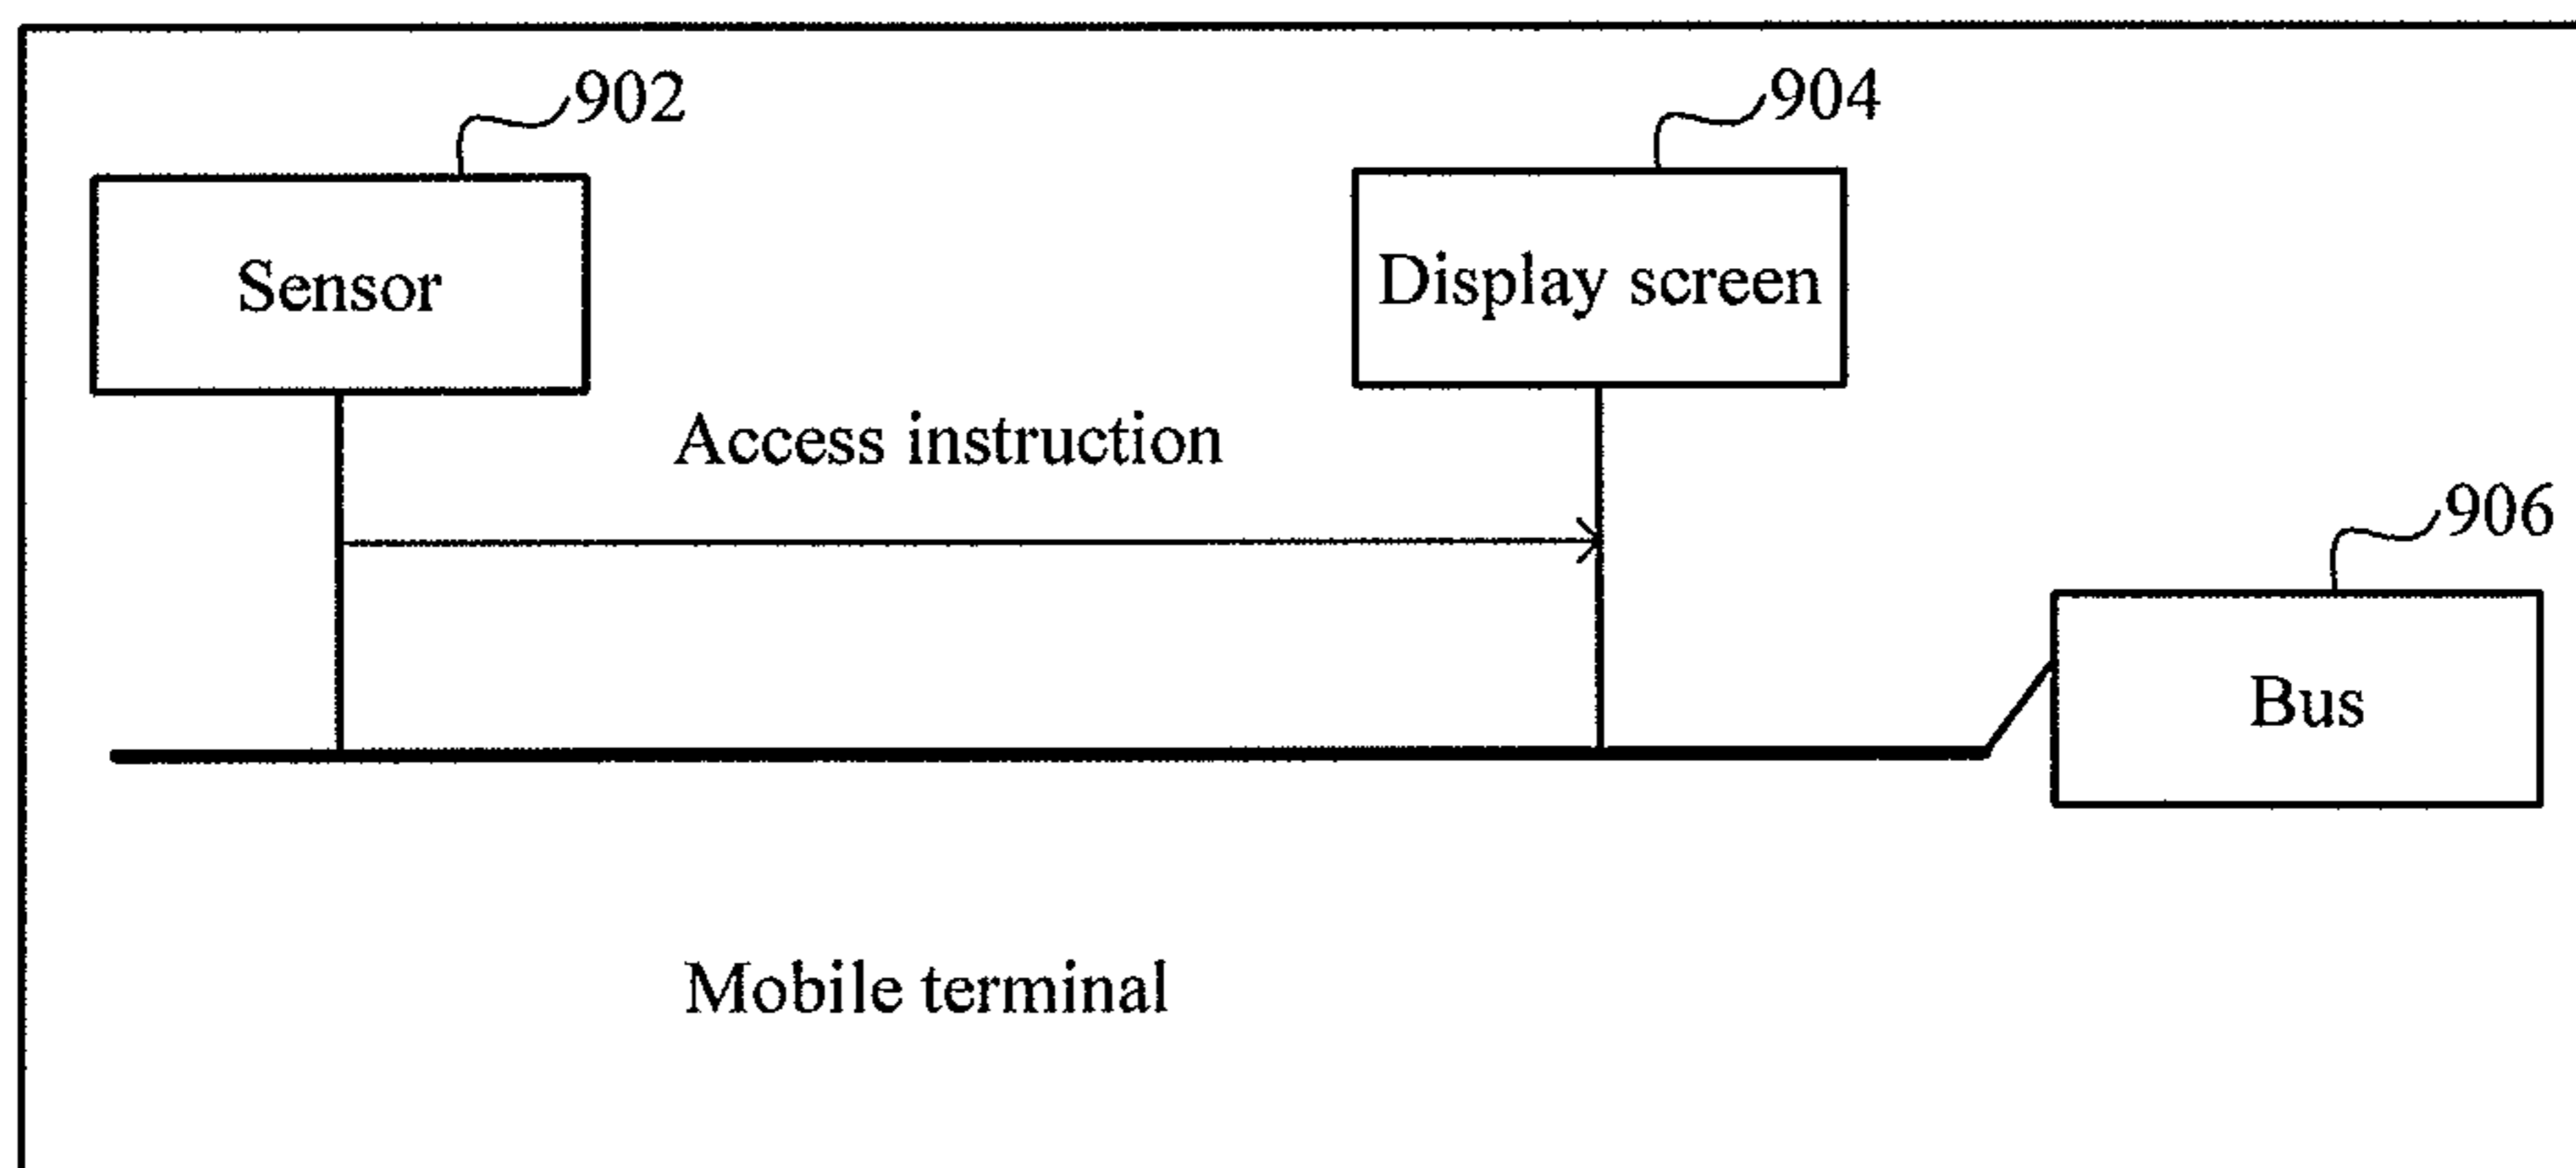 902
904
Sensor
Display screen
Access instruction
906
Bus
Mobile terminal